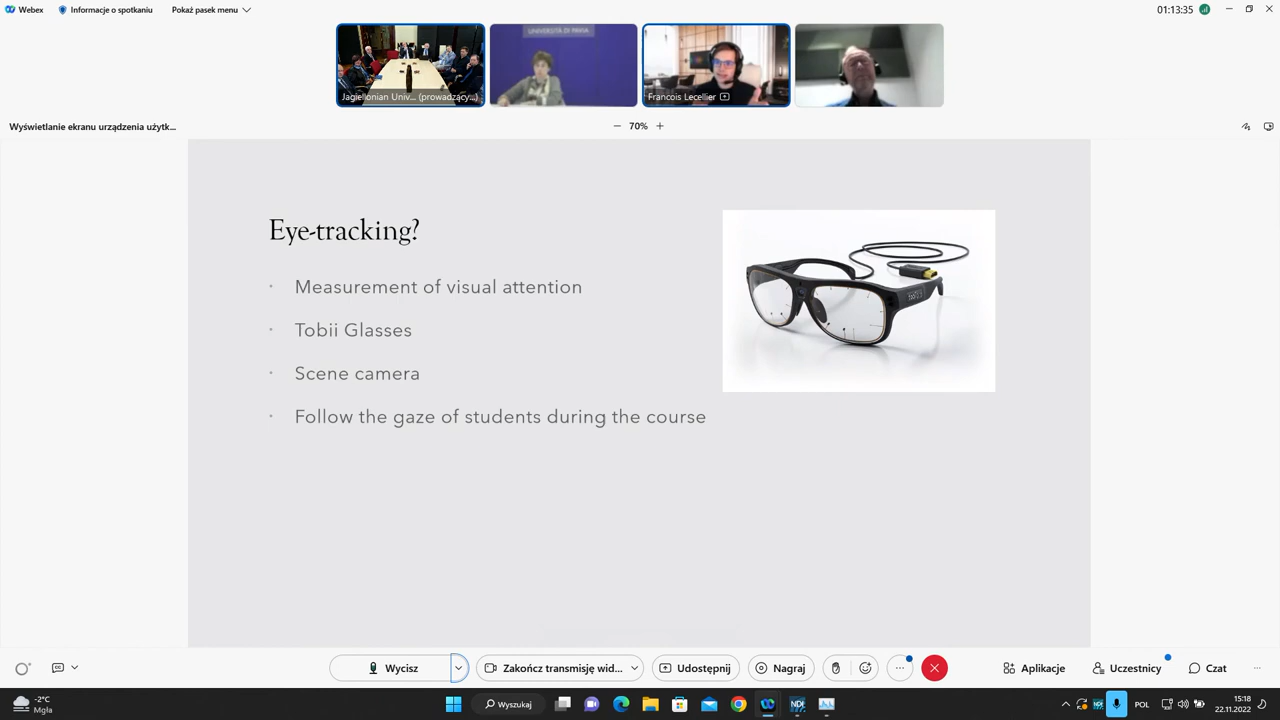 Webex
Informacje o spotkaniu
Pokaż pasek menu
01:13:35
UNIVERSITÀ DI PAVIA
Jagiellonian Univ... (prowadzący...)
Francois Lecellier
Wyświetlanie ekranu urządzenia użytk...
70%
Eye-tracking?
Measurement of visual attention
Tobii Glasses
Scene camera
Follow the gaze of students during the course
Wycisz
Zakończ transmisję wid...
Udostępnij
Nagraj
Aplikacje
Uczestnicy
Czat
-2°C
Mgła
Wyszukaj
POL
15:18
22.11.2022